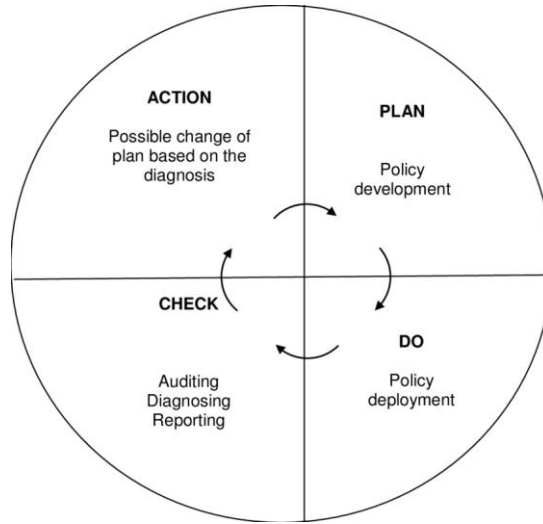 ACTION
Possible change of
plan based on the
diagnosis
PLAN
Policy
development
CHECK
Auditing
Diagnosing
Reporting
DO
Policy
deployment